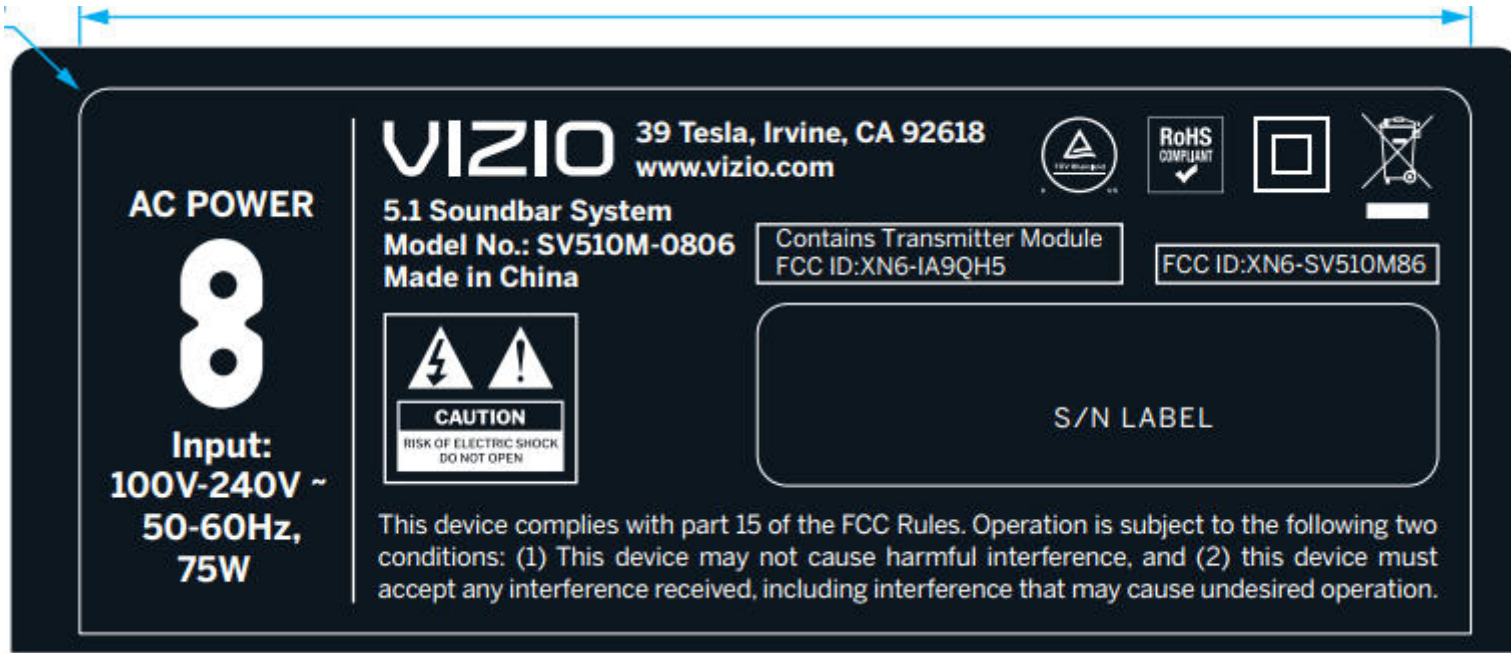 AC POWER
Input:
100V-240V ~
50-60Hz,
75W
VIZIO
39 Tesla, Irvine, CA 92618
www.vizio.com
5.1 Soundbar System
Model No.: SV510M-0806
Made in China
Contains Transmitter Module
FCC ID:XN6-IA9QH5
FCC ID:XN6-SV510M86
RoHS
COMPLIANT
CAUTION
RISK OF ELECTRIC SHOCK
DO NOT OPEN
S/N LABEL
This device complies with part 15 of the FCC Rules. Operation is subject to the following two
conditions: (1) This device may not cause harmful interference, and (2) this device must
accept any interference received, including interference that may cause undesired operation.